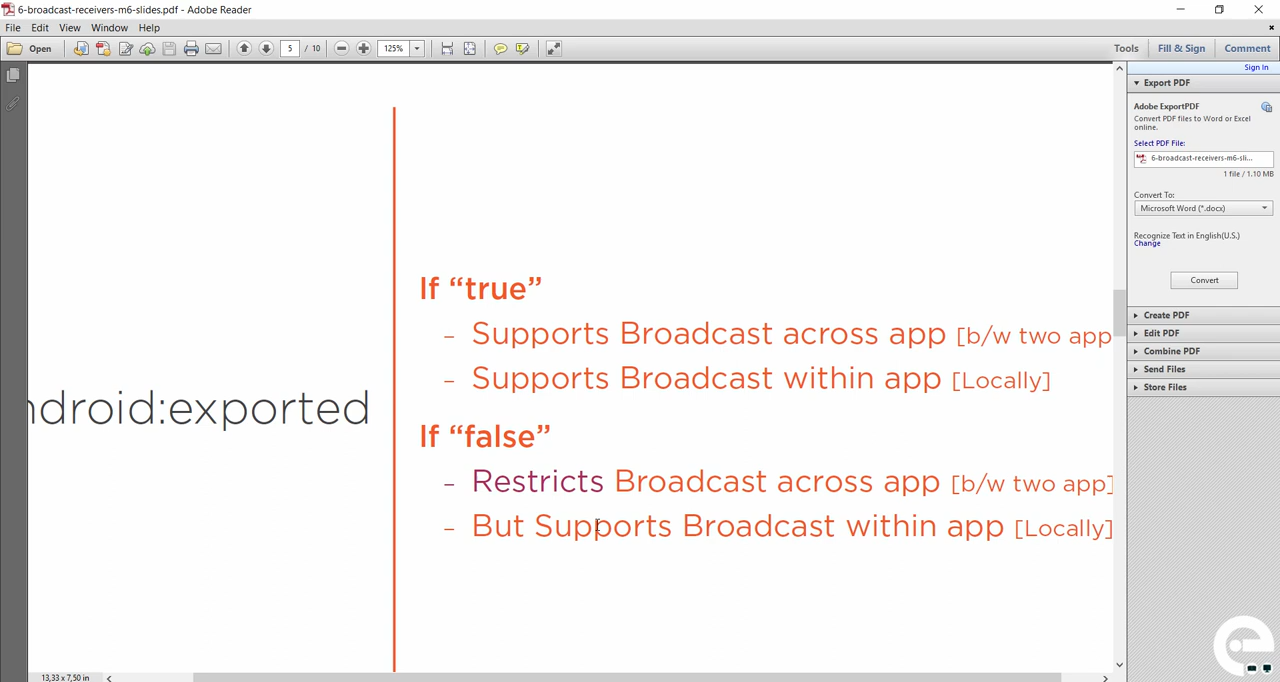 6-broadcast-receivers-m6-slides.pdf - Adobe Reader
File Edit View Window Help
Open
5 / 10
125%
Tools Fill & Sign Comment
Sign In
Export PDF
Adobe ExportPDF
Convert PDF files to Word or Excel online.
Select PDF File:
6-broadcast-receivers-m6-sli...
1 file / 1.10 MB
Convert To:
Microsoft Word (*.docx)
Recognize Text in English(U.S.)
Change
Convert
Create PDF
Edit PDF
Combine PDF
Send Files
Store Files
ndroid:exported
If “true”
– Supports Broadcast across app [b/w two app
– Supports Broadcast within app [Locally]
If “false”
– Restricts Broadcast across app [b/w two app]
– But Supports Broadcast within app [Locally]
13,33 x 7,50 in